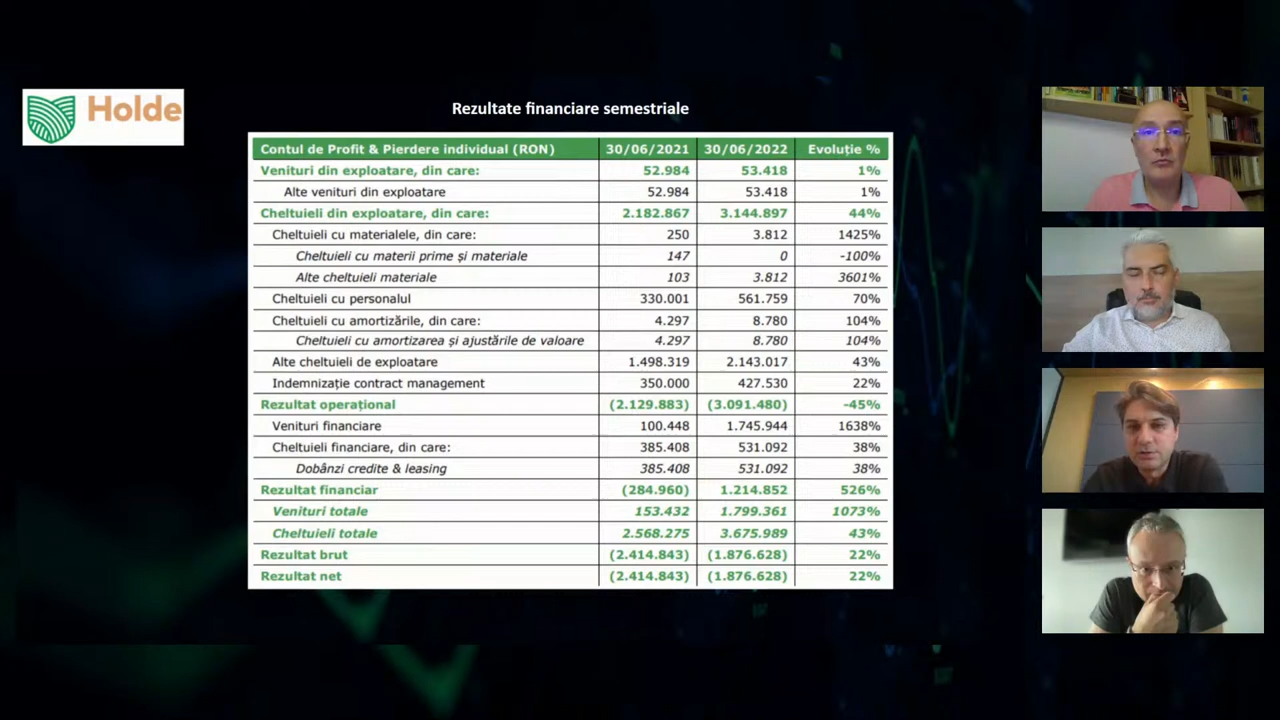 Holde
Rezultate financiare semestriale
Contul de Profit & Pierdere individual (RON) 30/06/2021 30/06/2022 Evoluție %
Venituri din exploatare, din care: 52.984 53.418 1%
Alte venituri din exploatare 52.984 53.418 1%
Cheltuieli din exploatare, din care: 2.182.867 3.144.897 44%
Cheltuieli cu materialele, din care: 250 3.812 1425%
Cheltuieli cu materii prime și materiale 147 0 -100%
Alte cheltuieli materiale 103 3.812 3601%
Cheltuieli cu personalul 330.001 561.759 70%
Cheltuieli cu amortizările, din care: 4.297 8.780 104%
Cheltuieli cu amortizarea și ajustările de valoare 4.297 8.780 104%
Alte cheltuieli de exploatare 1.498.319 2.143.017 43%
Indemnizație contract management 350.000 427.530 22%
Rezultat operațional (2.129.883) (3.091.480) -45%
Venituri financiare 100.448 1.745.944 1638%
Cheltuieli financiare, din care: 385.408 531.092 38%
Dobânzi credite & leasing 385.408 531.092 38%
Rezultat financiar (284.960) 1.214.852 526%
Venituri totale 153.432 1.799.361 1073%
Cheltuieli totale 2.568.275 3.675.989 43%
Rezultat brut (2.414.843) (1.876.628) 22%
Rezultat net (2.414.843) (1.876.628) 22%